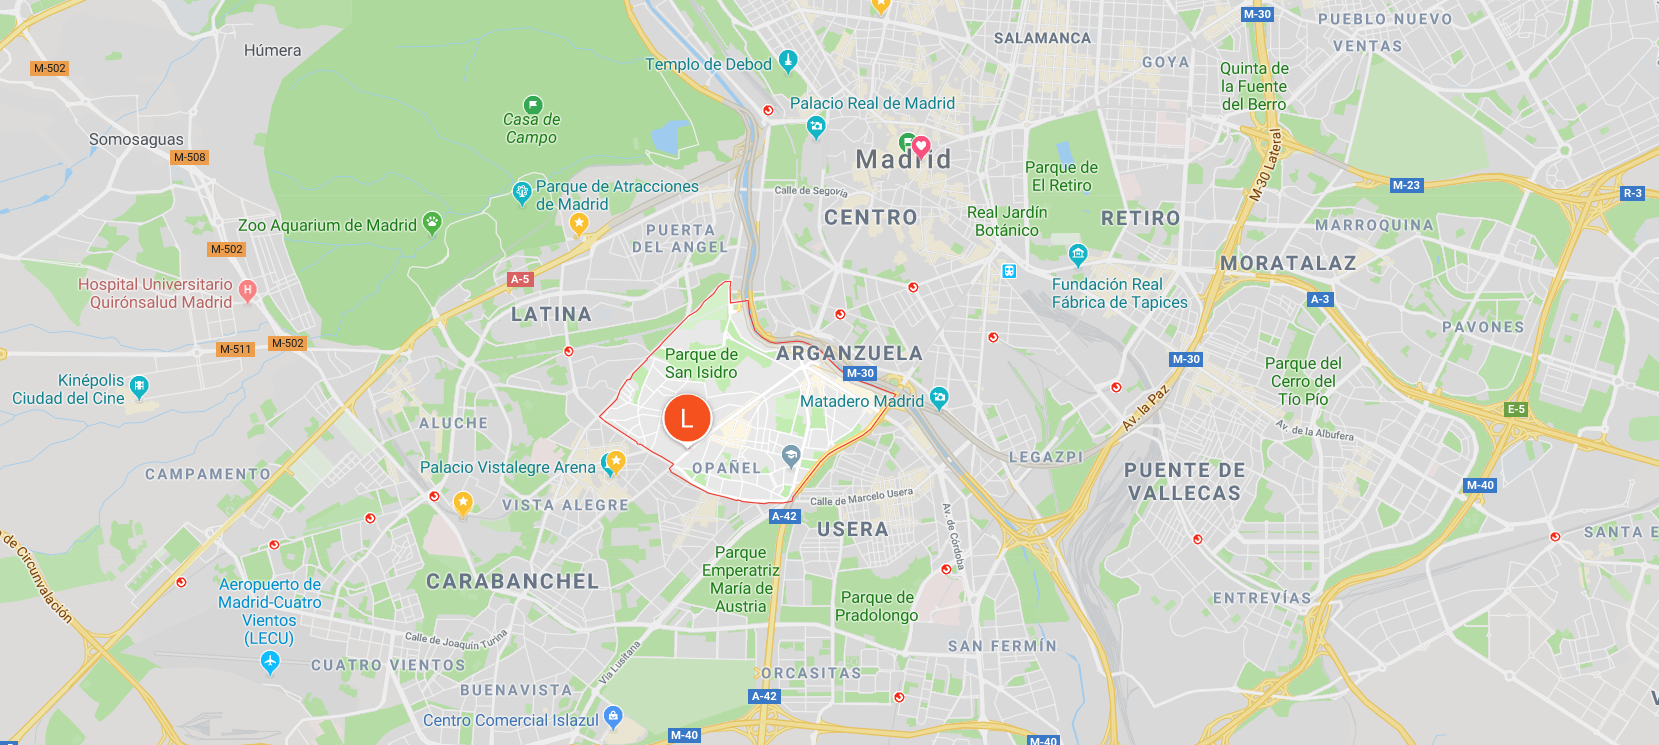 M-30
PUEBLO NUEVO
SALAMANCA
VENTAS
Húmera
GOYA
M-502
Templo de Debod
Quinta de
la Fuente
del Berro
Palacio Real de Madrid
Casa de
Campo
Somosaguas
M-508
Madrid
M-30 Lateral
Parque de
El Retiro
M-23
R-3
Parque de Atracciones
de Madrid
Calle de Segovia
CENTRO
Real Jardín
Botánico
RETIRO
Zoo Aquarium de Madrid
PUERTA
DEL ANGEL
MARROQUINA
M-502
MORATALAZ
A-5
Hospital Universitario
Quirónsalud Madrid
Fundación Real
Fábrica de Tapices
A-3
LATINA
PAVONES
M-502
M-511
Parque de
San Isidro
ARGANZUELA
M-30
M-30
Parque del
Cerro del
Tío Pío
Kinépolis
Ciudad del Cine
Matadero Madrid
Av. la Paz
E-5
L
ALUCHE
Av. de la Albufera
LEGAZPI
CAMPAMENTO
Palacio Vistalegre Arena
OPAÑEL
PUENTE DE
VALLECAS
M-40
VISTA ALEGRE
Calle de Marcelo Usera
A-42
USERA
Av. de Córdoba
SANTA E
de Circunvalación
Parque
Emperatriz
María de
Austria
CARABANCHEL
Aeropuerto de
Madrid-Cuatro
Vientos
(LECU)
Parque de
Pradolongo
ENTREVÍAS
Calle de Joaquín Turina
SAN FERMÍN
CUATRO VIENTOS
Vía Lusitana
ORCASITAS
BUENAVISTA
A-42
Centro Comercial Islazul
M-40
M-40